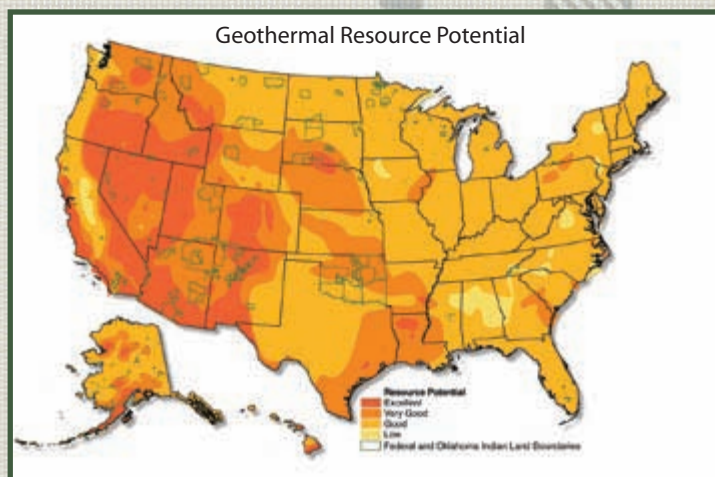 Geothermal Resource Potential
Resource Potential
Excellent
Very Good
Good
Low
Federal and Oklahoma Indian Land Boundaries